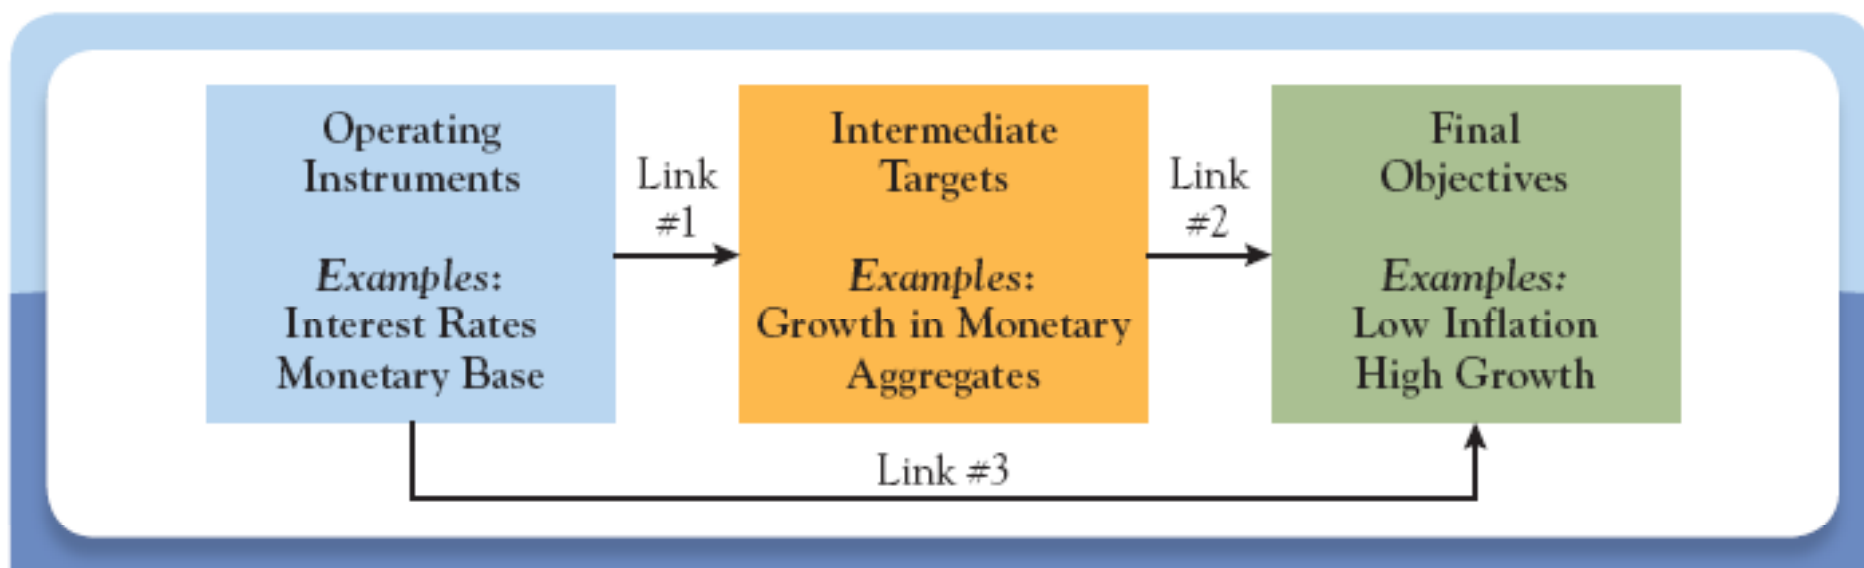 Operating
Instruments
Examples:
Interest Rates
Monetary Base
Link
#1
Intermediate
Targets
Examples:
Growth in Monetary
Aggregates
Link
#2
Final
Objectives
Examples:
Low Inflation
High Growth
Link #3